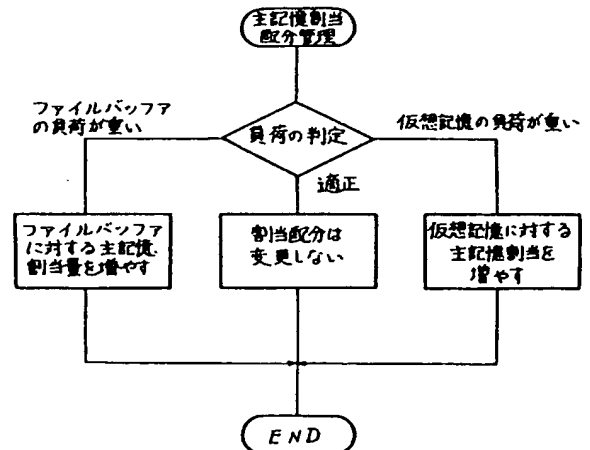 主記憶割当
配分管理
ファイルバッファ
の負荷が重い
負荷の判定
仮想記憶の負荷が重い
適正
ファイルバッファ
に対する主記憶
割当量を増やす
割当配分は
変更しない
仮想記憶に対する
主記憶割当を
増やす
END